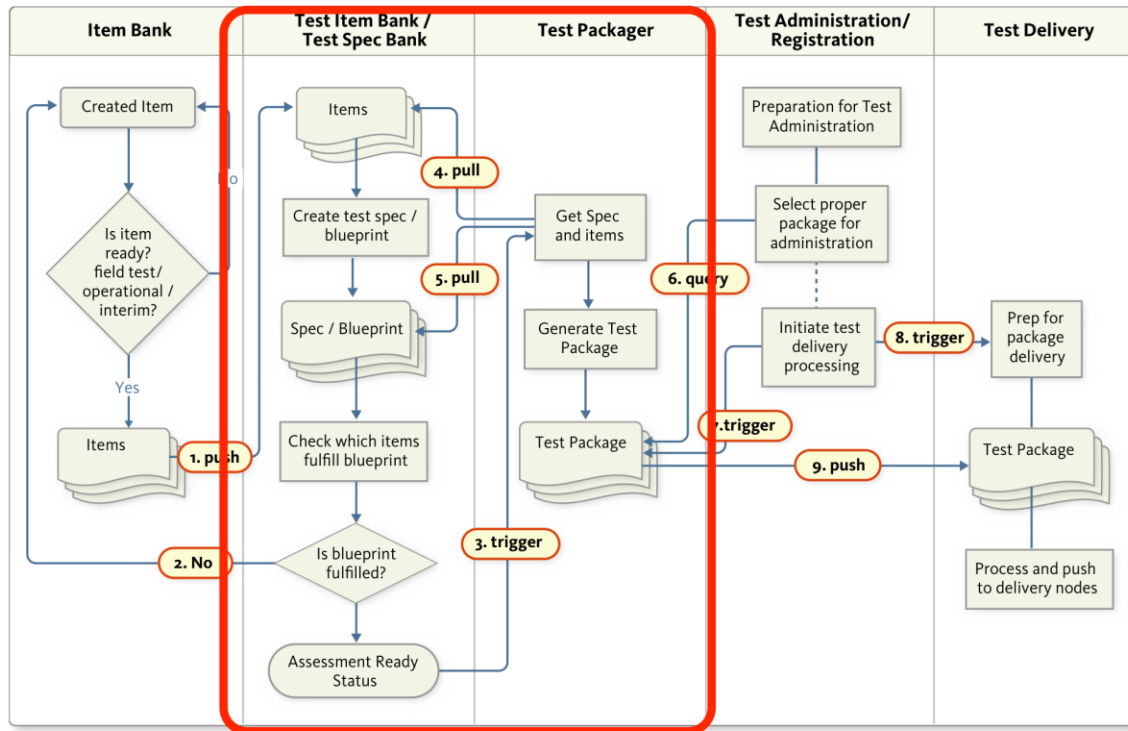 Item Bank
Test Item Bank /
Test Spec Bank
Test Packager
Test Administration/
Registration
Test Delivery
Created Item
Is item
ready?
field test/
operational /
interim?
Yes
Items
1. push
2. No
Items
Create test spec /
blueprint
Spec / Blueprint
Check which items
fulfill blueprint
Is blueprint
fulfilled?
Assessment Ready
Status
4. pull
5. pull
3. trigger
Get Spec
and items
Generate Test
Package
Test Package
6. query
7.trigger
Preparation for Test
Administration
Select proper
package for
administration
Initiate test
delivery
processing
8. trigger
9. push
Prep for
package
delivery
Test Package
Process and push
to delivery nodes